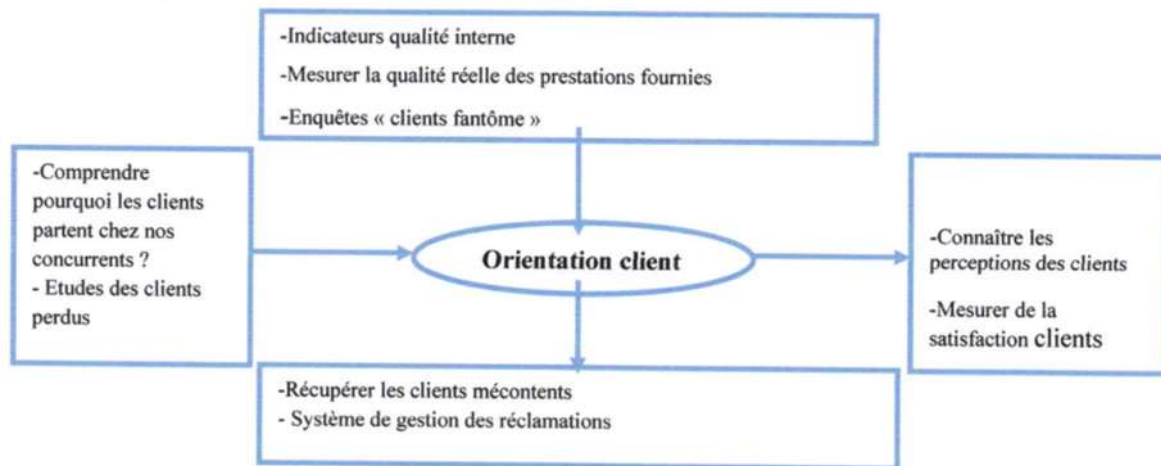 -Indicateurs qualité interne
-Mesurer la qualité réelle des prestations fournies
-Enquêtes « clients fantôme »
-Comprendre
pourquoi les clients
partent chez nos
concurrents ?
- Etudes des clients
perdus
Orientation client
-Connaître les
perceptions des clients
-Mesurer de la
satisfaction clients
-Récupérer les clients mécontents
- Système de gestion des réclamations